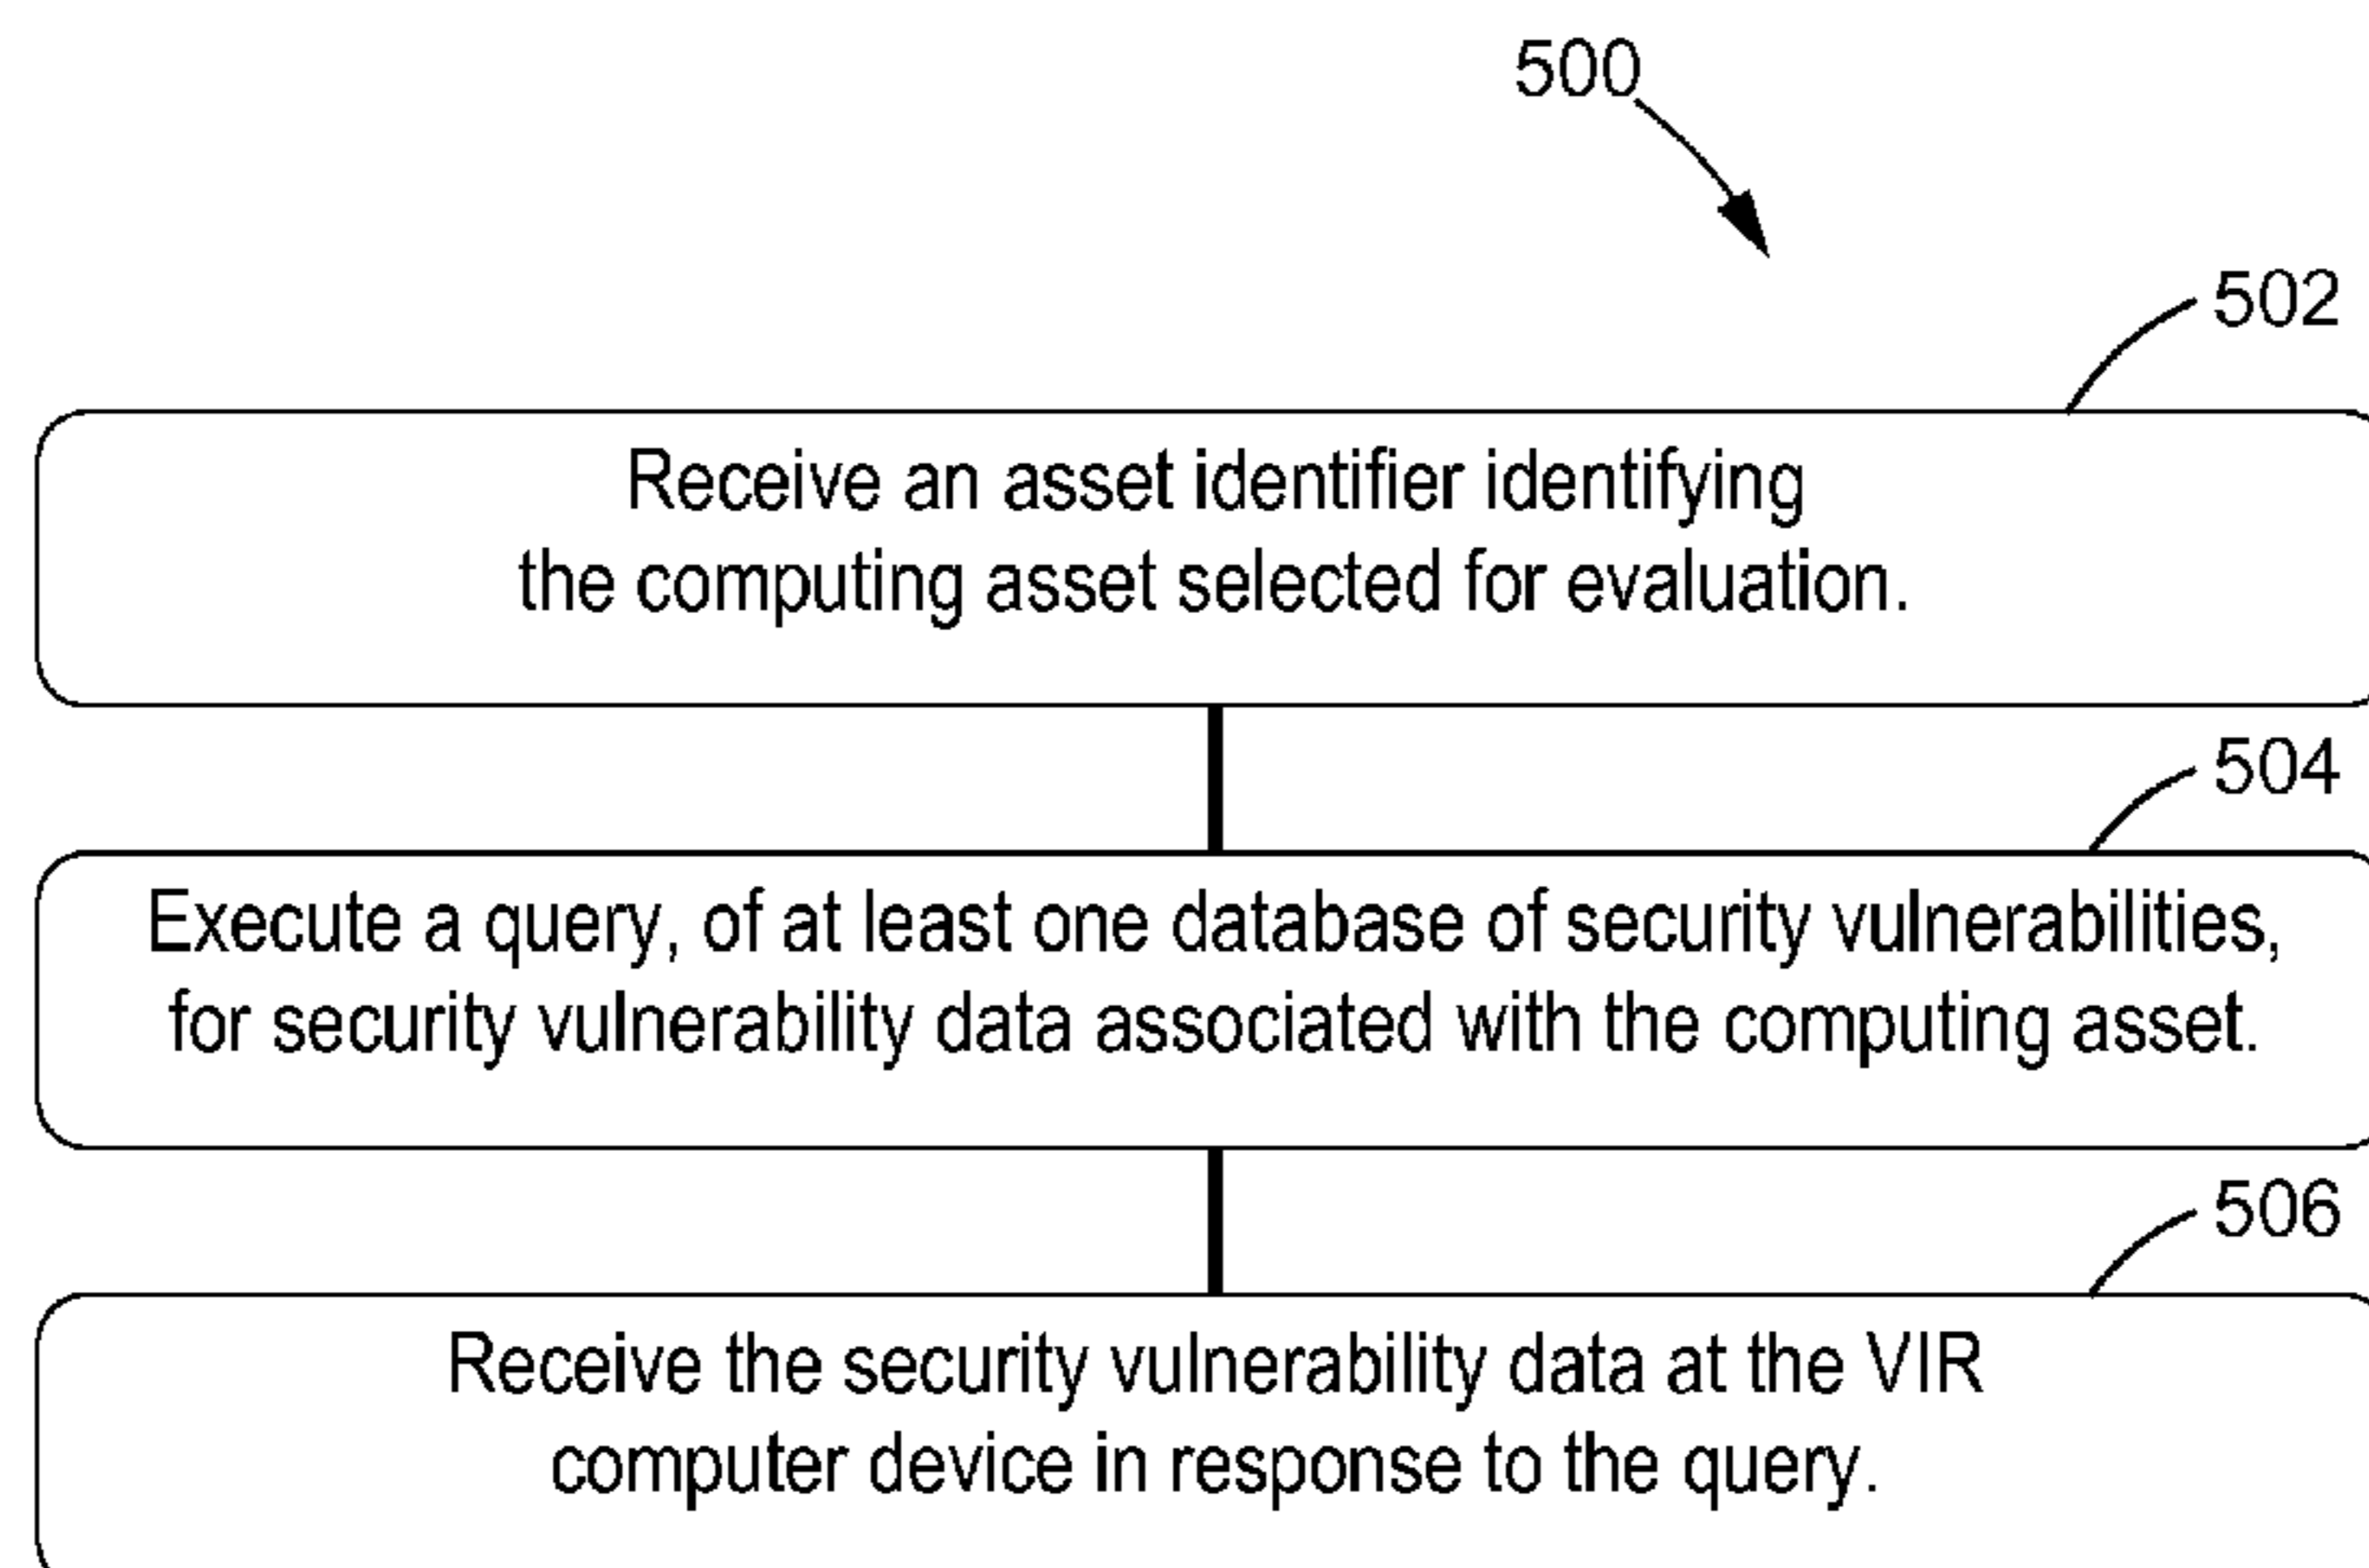 500
502
Receive an asset identifier identifying
the computing asset selected for evaluation.
504
Execute a query, of at least one database of security vulnerabilities,
for security vulnerability data associated with the computing asset.
506
Receive the security vulnerability data at the VIR
computer device in response to the query.